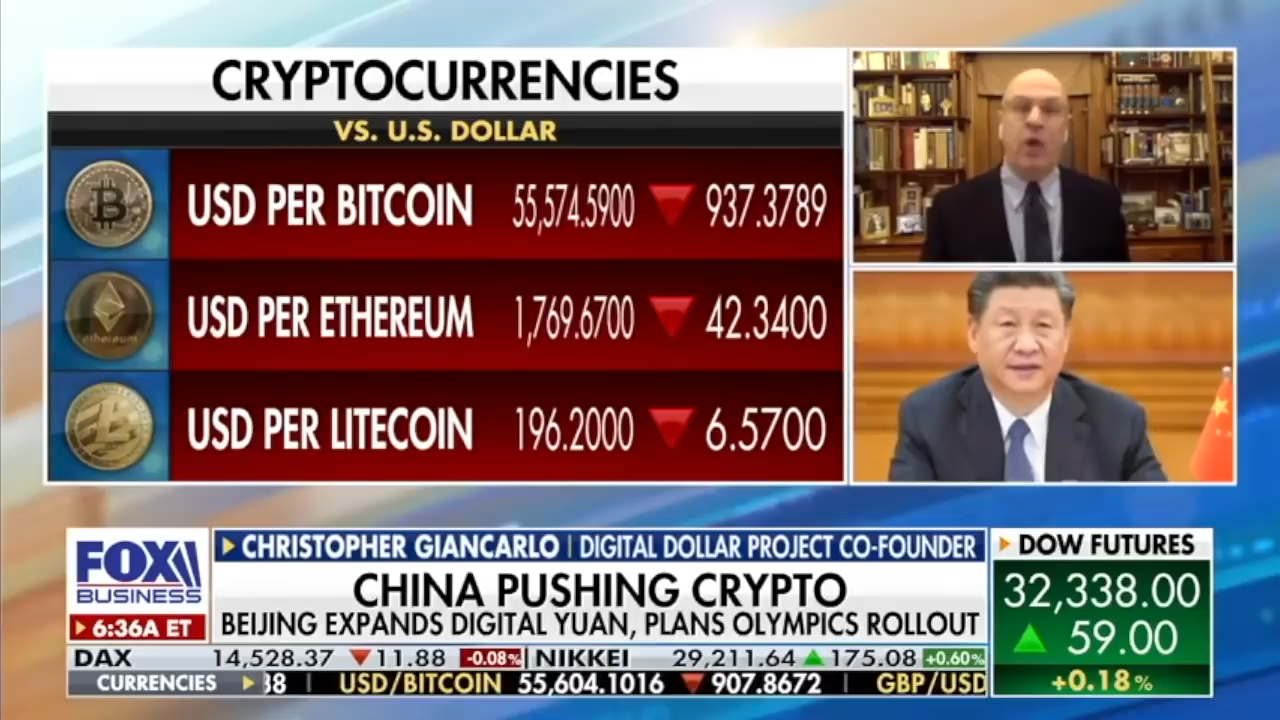 CRYPTOCURRENCIES
VS. U.S. DOLLAR
USD PER BITCOIN 55,574.5900 ▼ 937.3789
ethereum
USD PER ETHEREUM 1,769.6700 ▼ 42.3400
USD PER LITECOIN 196.2000 ▼ 6.5700
FOX
BUSINESS
6:36A ET
CHRISTOPHER GIANCARLO | DIGITAL DOLLAR PROJECT CO-FOUNDER
CHINA PUSHING CRYPTO
BEIJING EXPANDS DIGITAL YUAN, PLANS OLYMPICS ROLLOUT
DOW FUTURES
32,338.00
▲ 59.00
+0.18%
DAX 14,528.37 ▼ 11.88 -0.08% | NIKKEI 29,211.64 ▲ 175.08 +0.60%
CURRENCIES 38 | USD/BITCOIN 55,604.1016 ▼ 907.8672 | GBP/USD